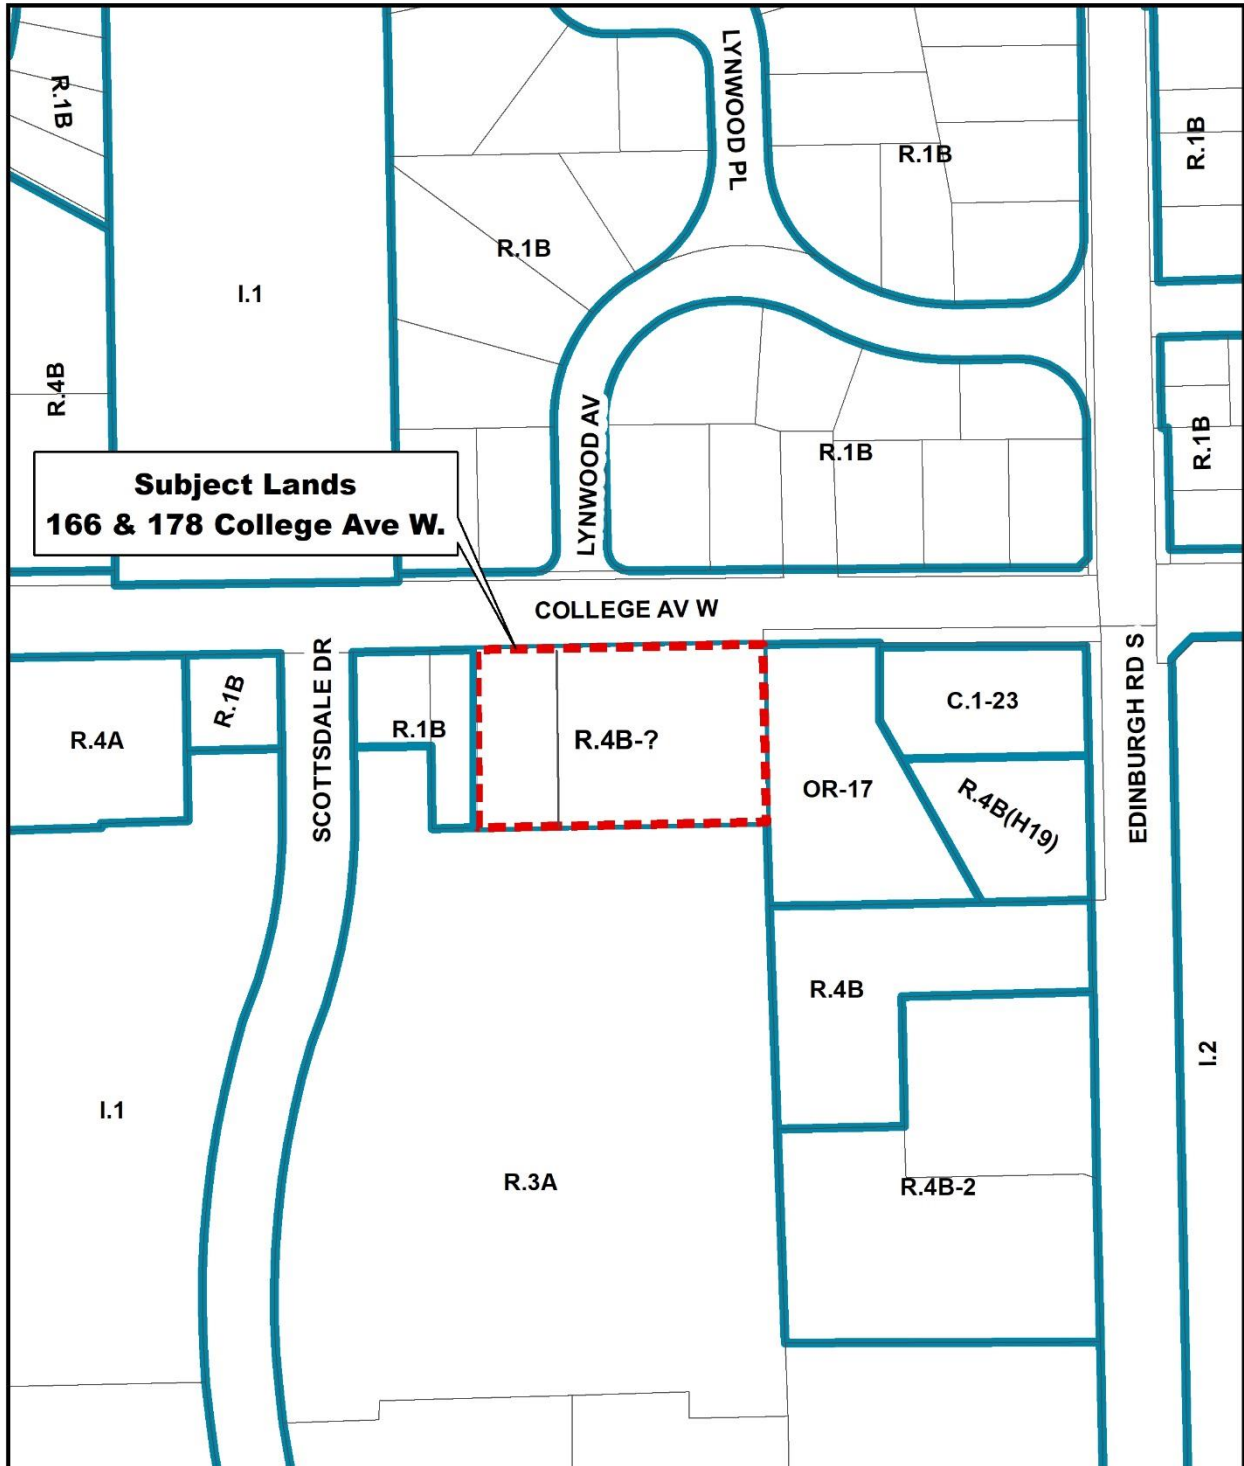 LYNWOOD PL
R.1B
R.1B
R.1B
R.1B
I.1
R.4B
LYNWOOD AV
R.1B
R.1B
Subject Lands
166 & 178 College Ave W.
COLLEGE AV W
SCOTTSDALE DR
EDINBURGH RD S
R.1B
R.4A
R.1B
R.4B-?
C.1-23
OR-17
R.4B(H19)
R.4B
I.2
I.1
R.3A
R.4B-2